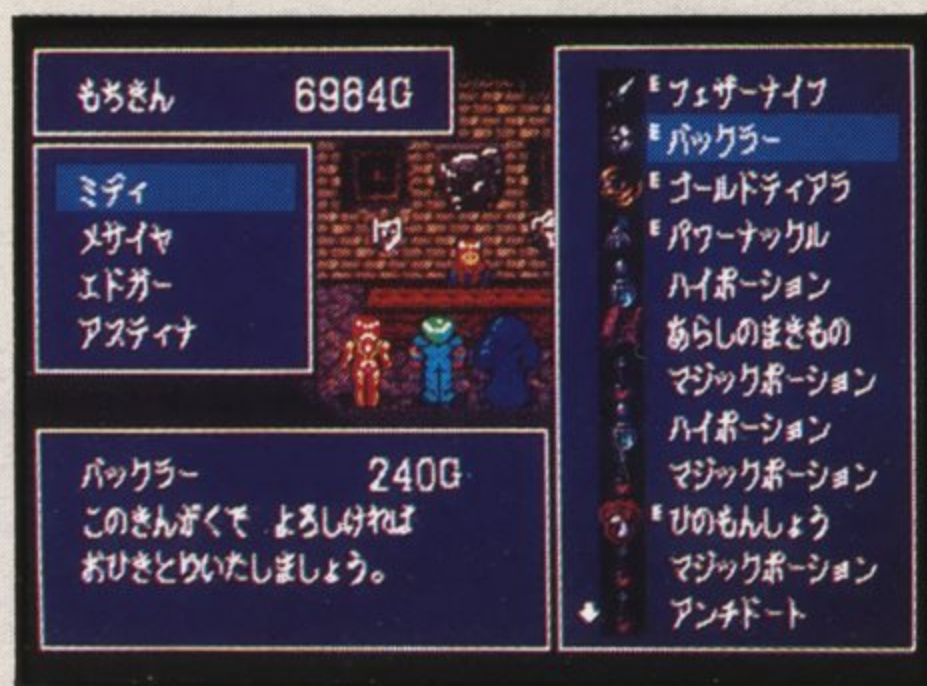 もちきん 6984G
ミディ
メサイヤ
エドガー
アスティナ
バックラー 240G
このきんがくで よろしければ
おひきとりいたしましょう。
E フェザーナイフ
E バックラー
E ゴールドティアラ
E パワーナックル
ハイポーション
あらしのまきもの
マジックポーション
ハイポーション
マジックポーション
E ひのもんしょう
マジックポーション
アンチドート